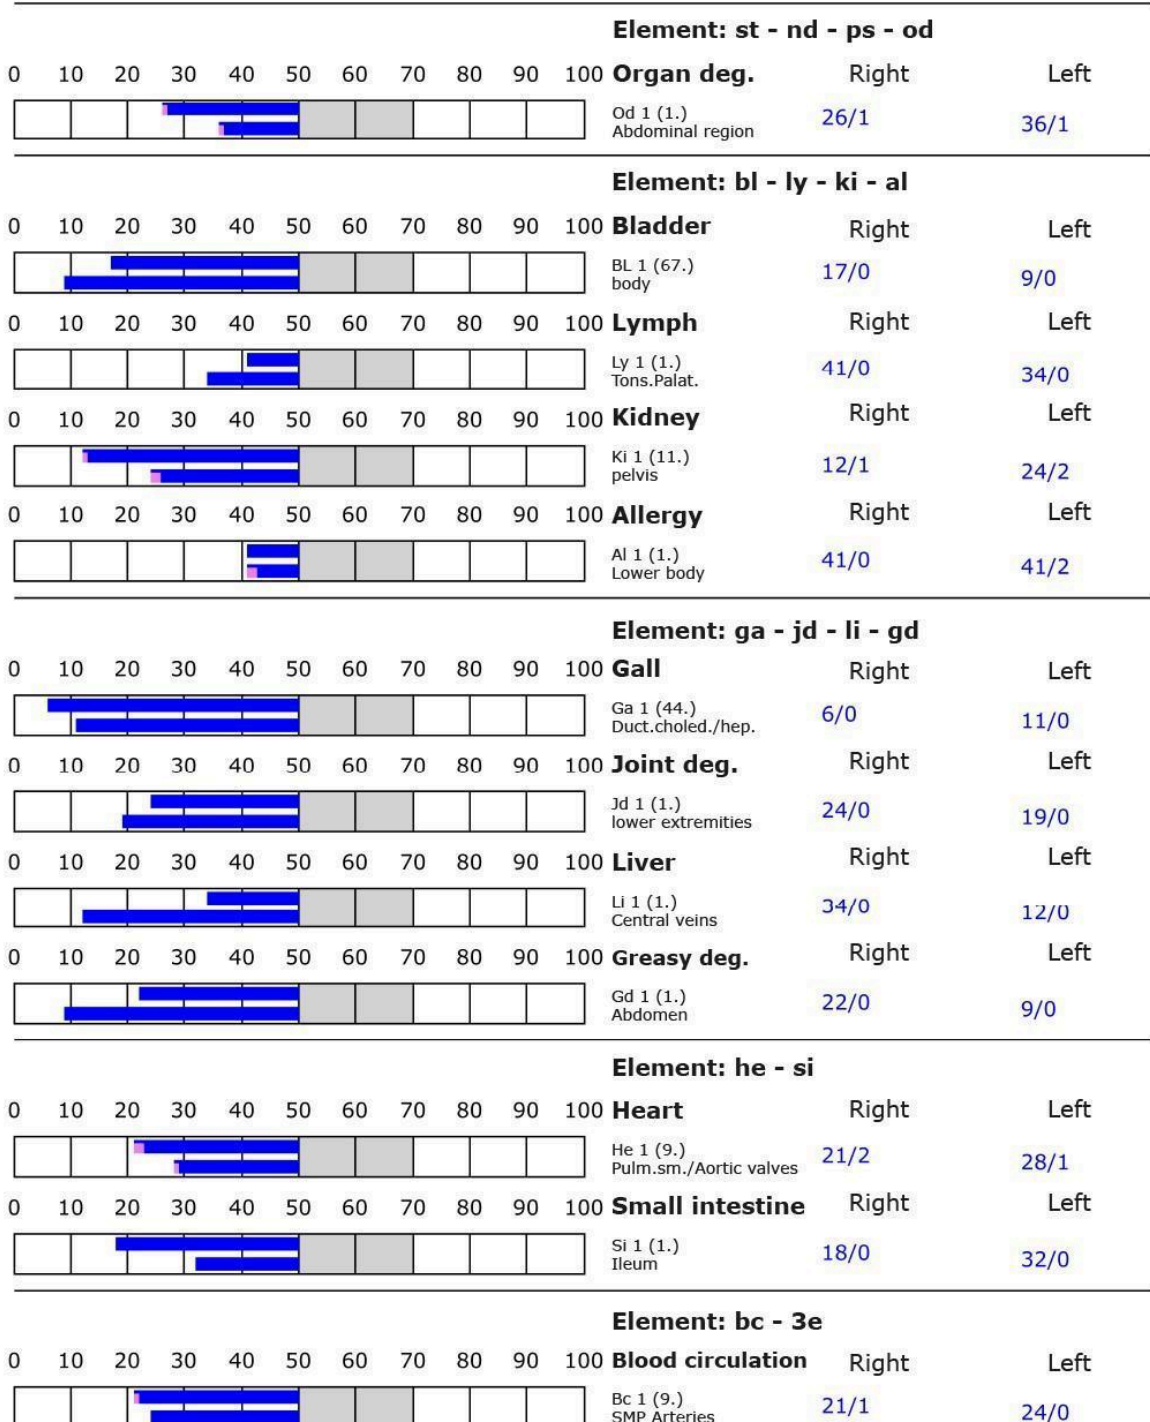 Element: st - nd - ps - od
0 10 20 30 40 50 60 70 80 90 100 Organ deg. Right Left
Od 1 (1.) 26/1 36/1
Abdominal region
Element: bl - ly - ki - al
0 10 20 30 40 50 60 70 80 90 100 Bladder Right Left
BL 1 (67.) 17/0 9/0
body
0 10 20 30 40 50 60 70 80 90 100 Lymph Right Left
Ly 1 (1.) 41/0 34/0
Tons.Palat.
0 10 20 30 40 50 60 70 80 90 100 Kidney Right Left
Ki 1 (11.) 12/1 24/2
pelvis
0 10 20 30 40 50 60 70 80 90 100 Allergy Right Left
Al 1 (1.) 41/0 41/2
Lower body
Element: ga - jd - li - gd
0 10 20 30 40 50 60 70 80 90 100 Gall Right Left
Ga 1 (44.) 6/0 11/0
Duct.choled./hep.
0 10 20 30 40 50 60 70 80 90 100 Joint deg. Right Left
Jd 1 (1.) 24/0 19/0
lower extremities
0 10 20 30 40 50 60 70 80 90 100 Liver Right Left
Li 1 (1.) 34/0 12/0
Central veins
0 10 20 30 40 50 60 70 80 90 100 Greasy deg. Right Left
Gd 1 (1.) 22/0 9/0
Abdomen
Element: he - si
0 10 20 30 40 50 60 70 80 90 100 Heart Right Left
He 1 (9.) 21/2 28/1
Pulm.sm./Aortic valves
0 10 20 30 40 50 60 70 80 90 100 Small intestine Right Left
Si 1 (1.) 18/0 32/0
Ileum
Element: bc - 3e
0 10 20 30 40 50 60 70 80 90 100 Blood circulation Right Left
Bc 1 (9.) 21/1 24/0
SMP Arteries